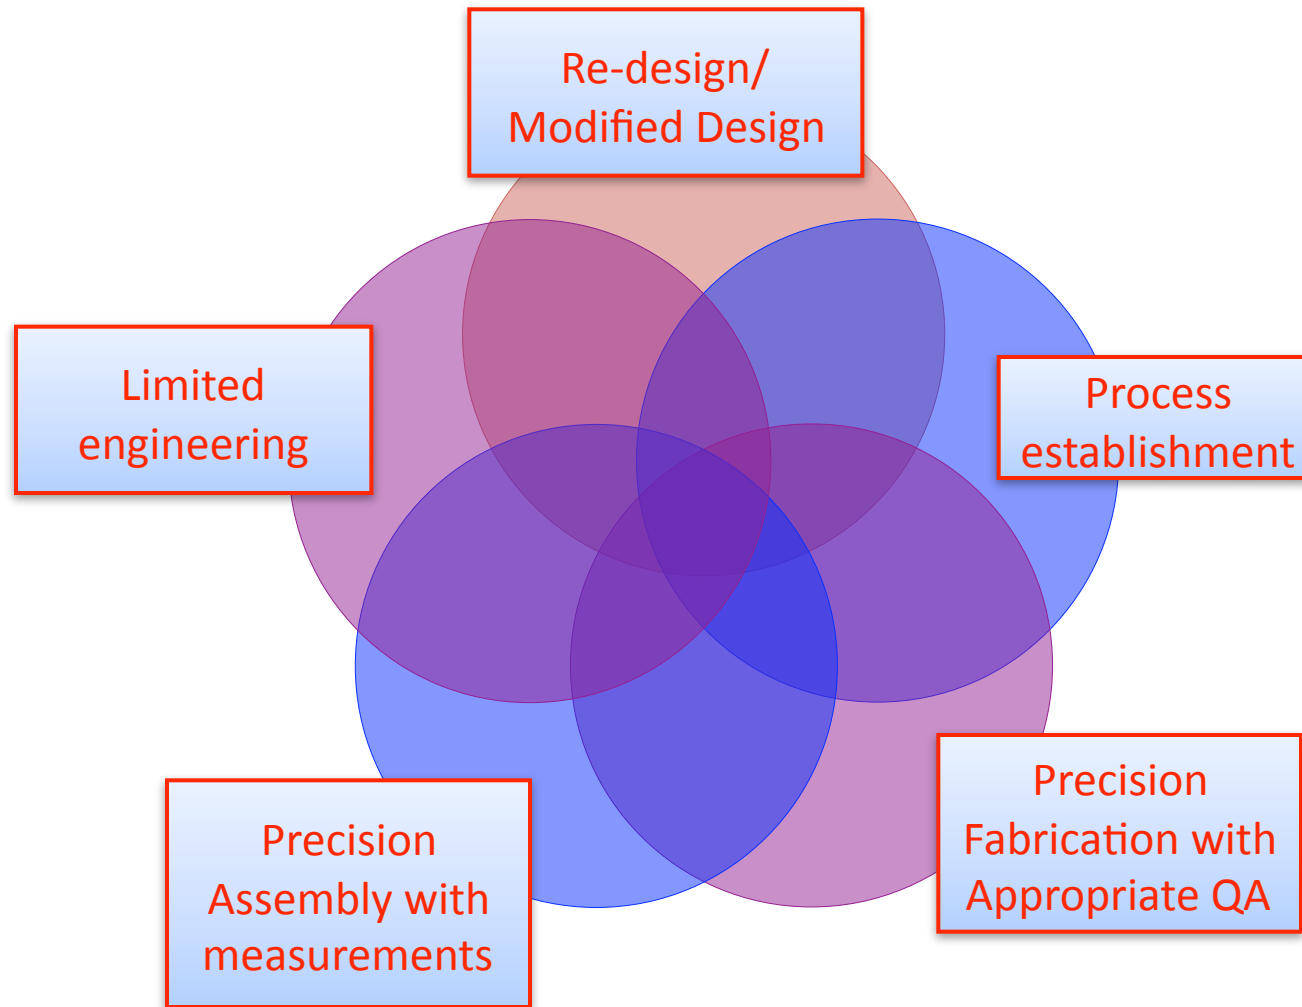 Re-design/
Modified Design
Limited
engineering
Process
establishment
Precision
Assembly with
measurements
Precision
Fabrication with
Appropriate QA